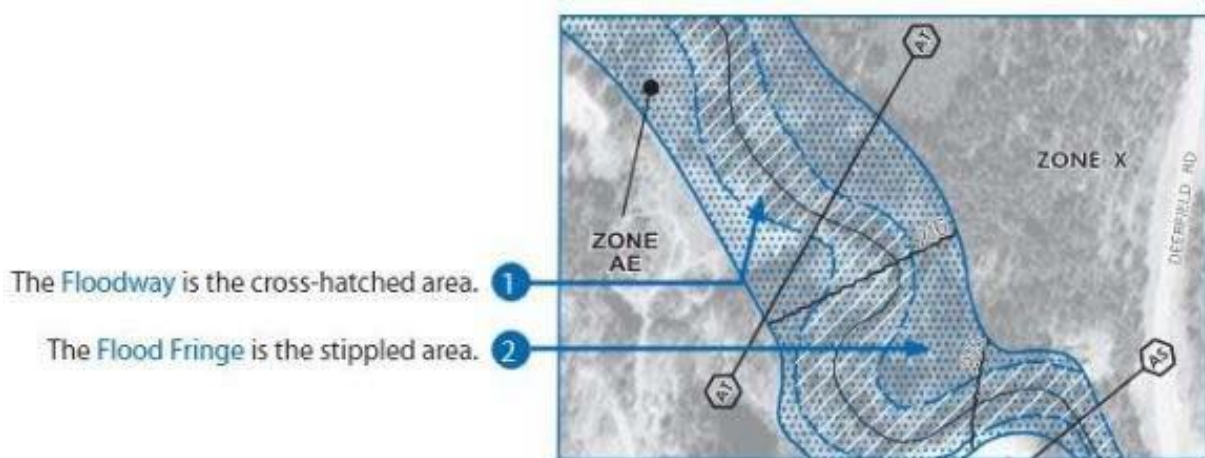 ZONE X
DEERFIELD RD
ZONE
AE
The Floodway is the cross-hatched area. 1
The Flood Fringe is the stippled area. 2
AS